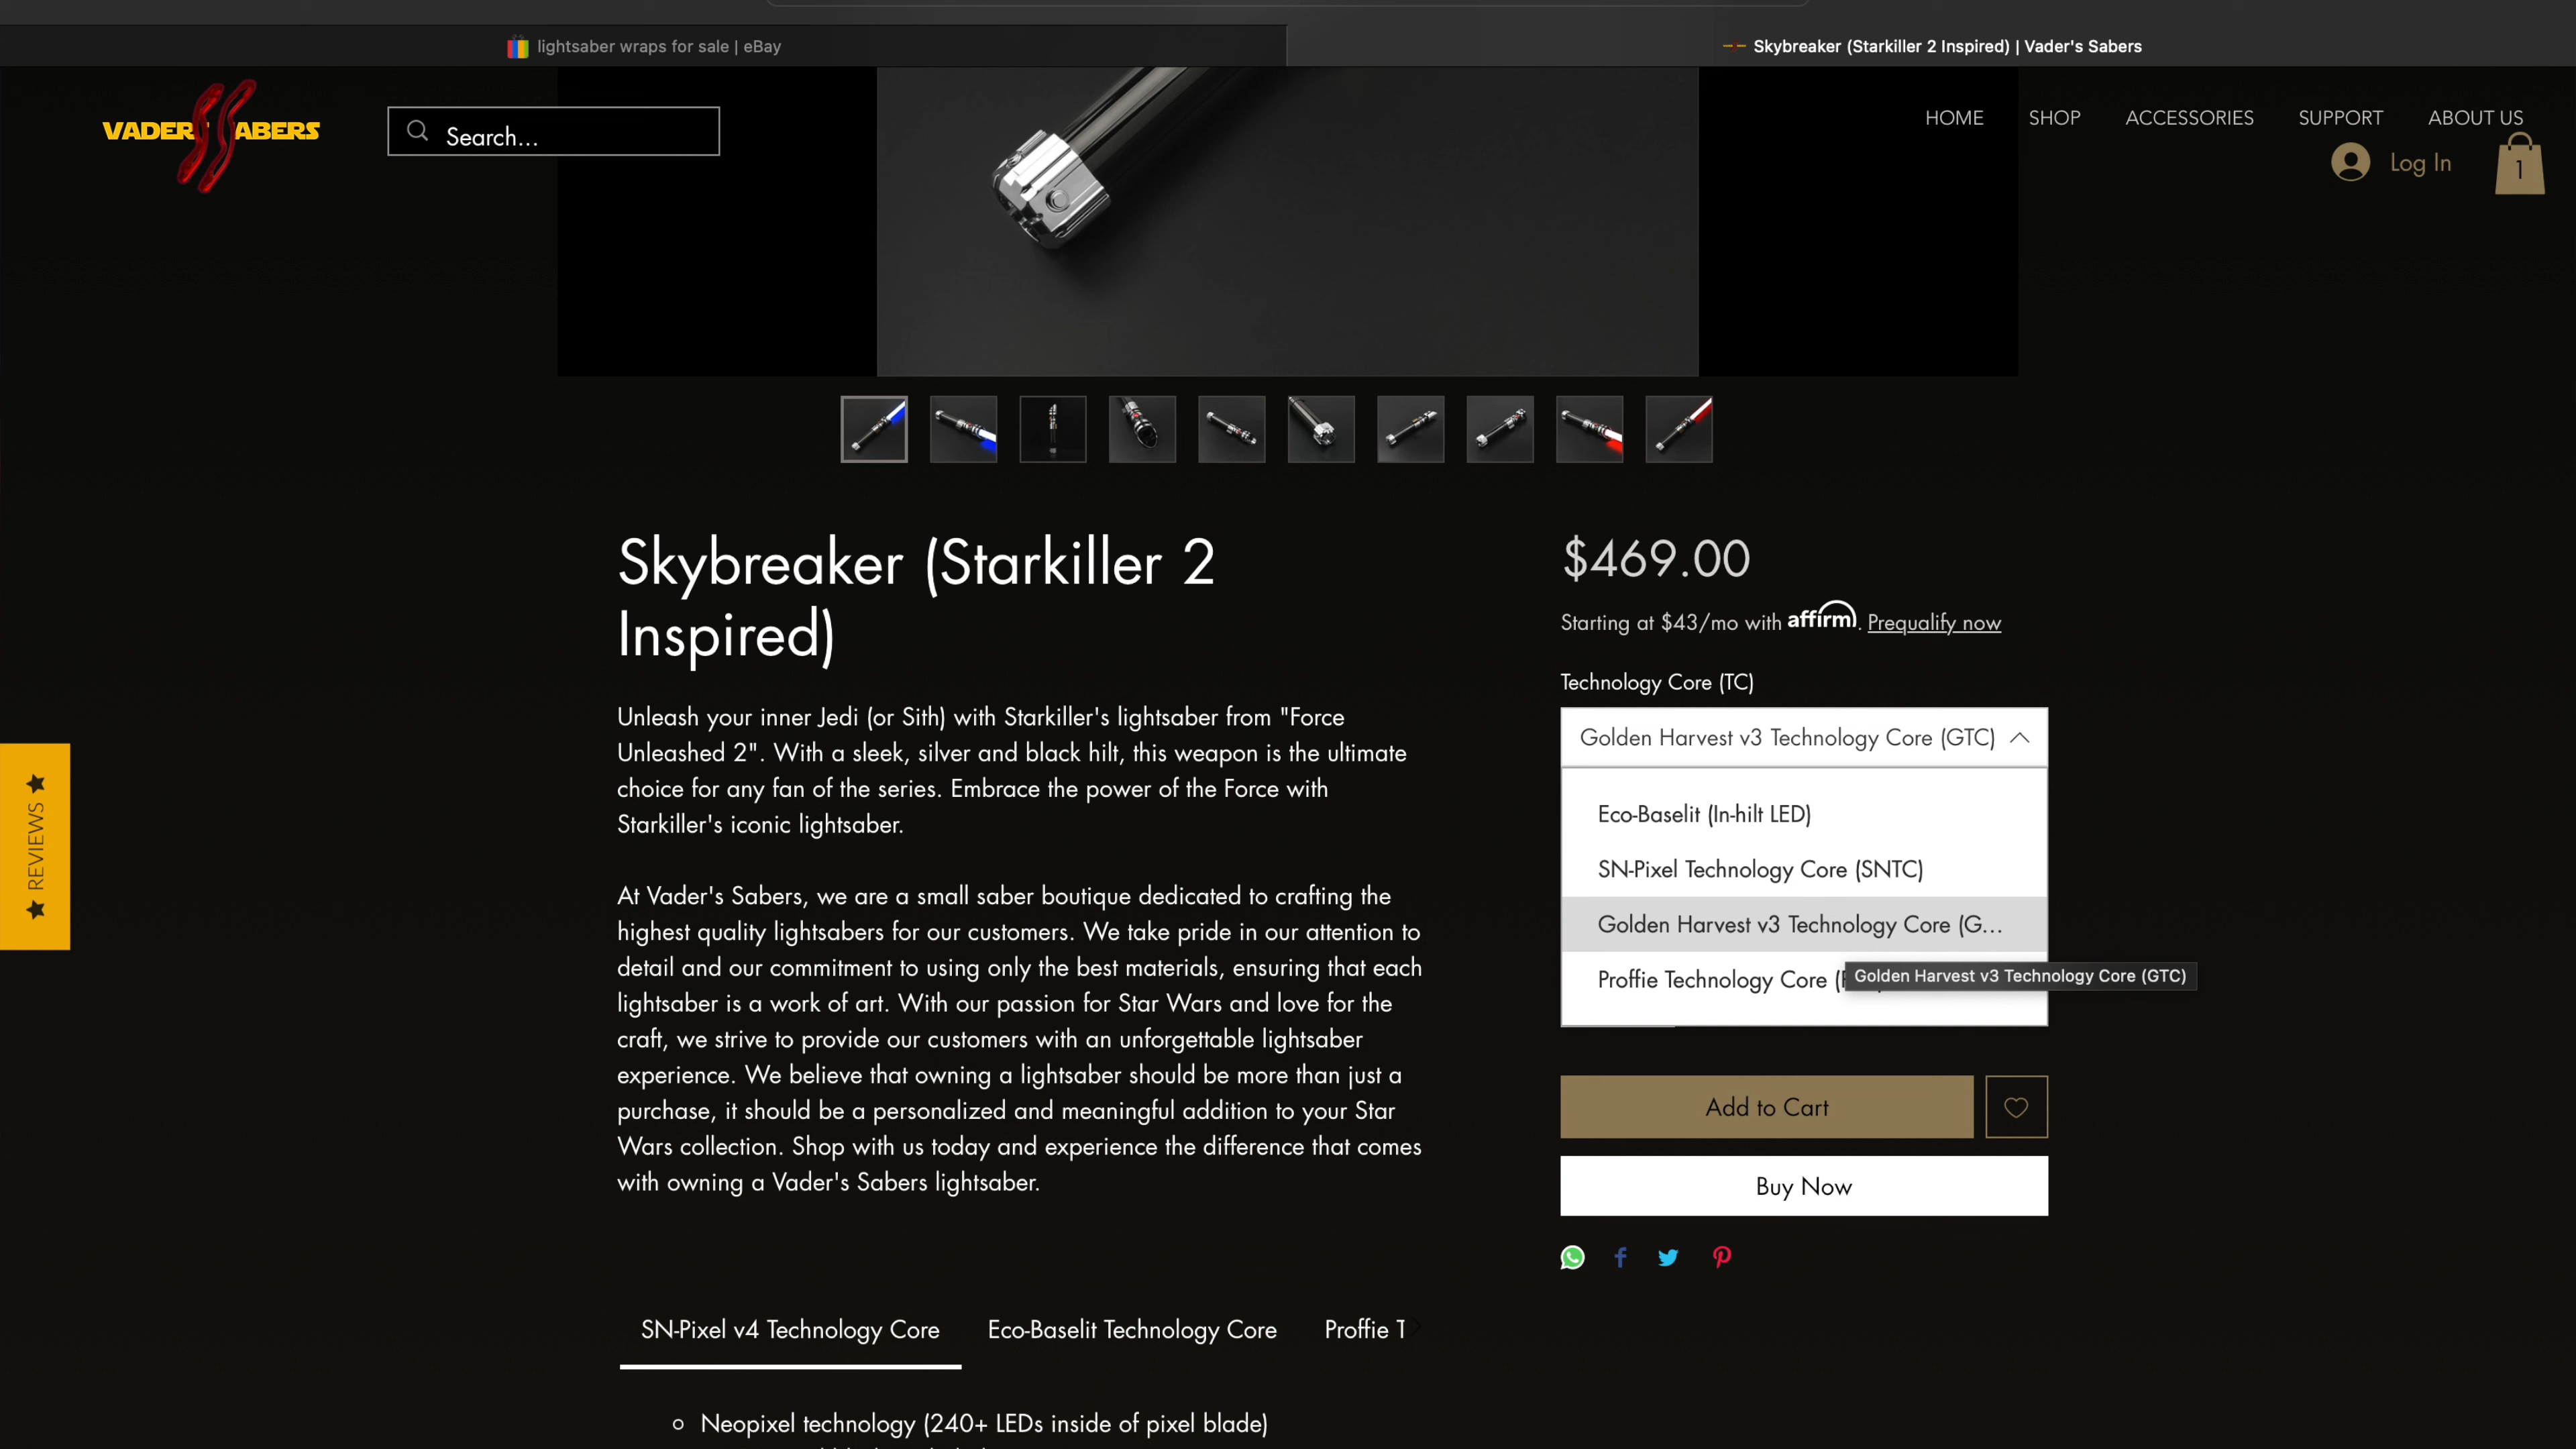 lightsaber wraps for sale | eBay
Skybreaker (Starkiller 2 Inspired) | Vader's Sabers
VADER SABERS
Search...
HOME
SHOP
ACCESSORIES
SUPPORT
ABOUT US
Log In
1
Skybreaker (Starkiller 2
Inspired)
Unleash your inner Jedi (or Sith) with Starkiller's lightsaber from "Force
Unleashed 2". With a sleek, silver and black hilt, this weapon is the ultimate
choice for any fan of the series. Embrace the power of the Force with
Starkiller's iconic lightsaber.
At Vader's Sabers, we are a small saber boutique dedicated to crafting the
highest quality lightsabers for our customers. We take pride in our attention to
detail and our commitment to using only the best materials, ensuring that each
lightsaber is a work of art. With our passion for Star Wars and love for the
craft, we strive to provide our customers with an unforgettable lightsaber
experience. We believe that owning a lightsaber should be more than just a
purchase, it should be a personalized and meaningful addition to your Star
Wars collection. Shop with us today and experience the difference that comes
with owning a Vader's Sabers lightsaber.
$469.00
Starting at $43/mo with affirm. Prequalify now
Technology Core (TC)
Golden Harvest v3 Technology Core (GTC)
Eco-Baselit (In-hilt LED)
SN-Pixel Technology Core (SNTC)
Golden Harvest v3 Technology Core (G...
Proffie Technology Core
Golden Harvest v3 Technology Core (GTC)
Add to Cart
Buy Now
REVIEWS
SN-Pixel v4 Technology Core
Eco-Baselit Technology Core
Proffie T
Neopixel technology (240+ LEDs inside of pixel blade)